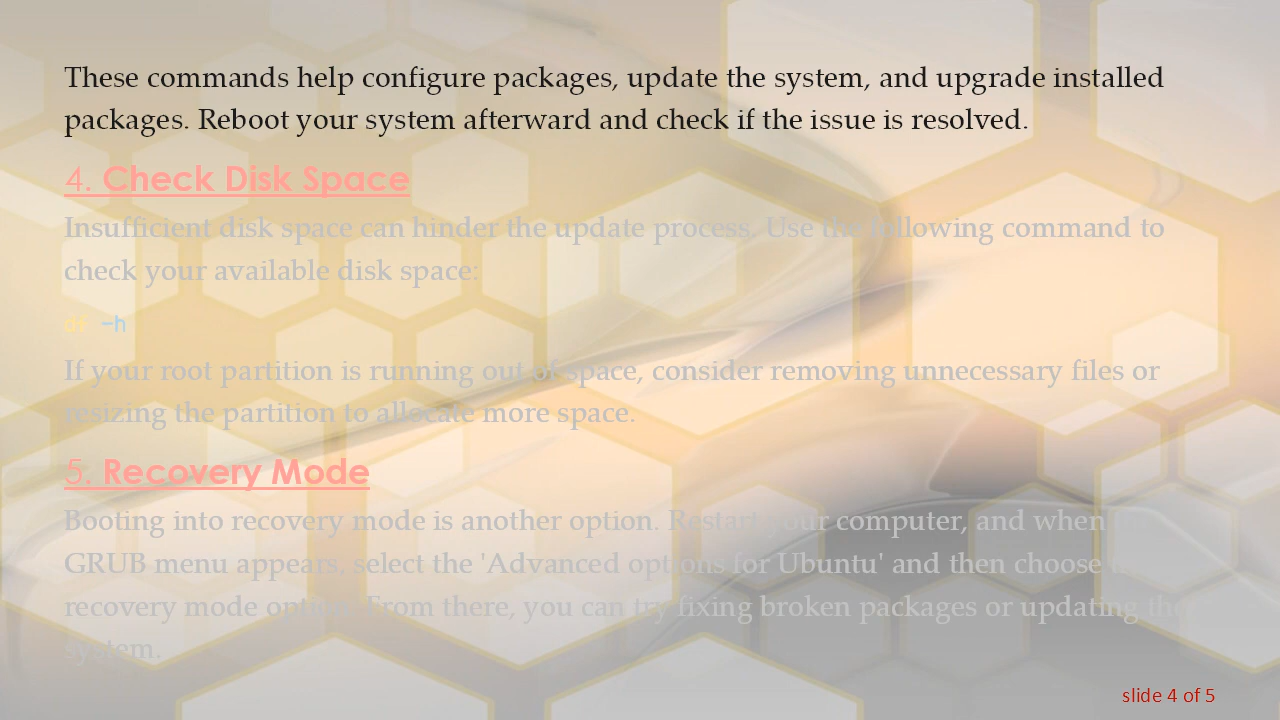 These commands help configure packages, update the system, and upgrade installed
packages. Reboot your system afterward and check if the issue is resolved.
4. Check Disk Space
Insufficient disk space can hinder the update process. Use the following command to
check your available disk space:
df -h
If your root partition is running out of space, consider removing unnecessary files or
resizing the partition to allocate more space.
5. Recovery Mode
Booting into recovery mode is another option. Restart your computer, and when the
GRUB menu appears, select the 'Advanced options for Ubuntu' and then choose the
recovery mode option. From there, you can try fixing broken packages or updating the
system.
slide 4 of 5